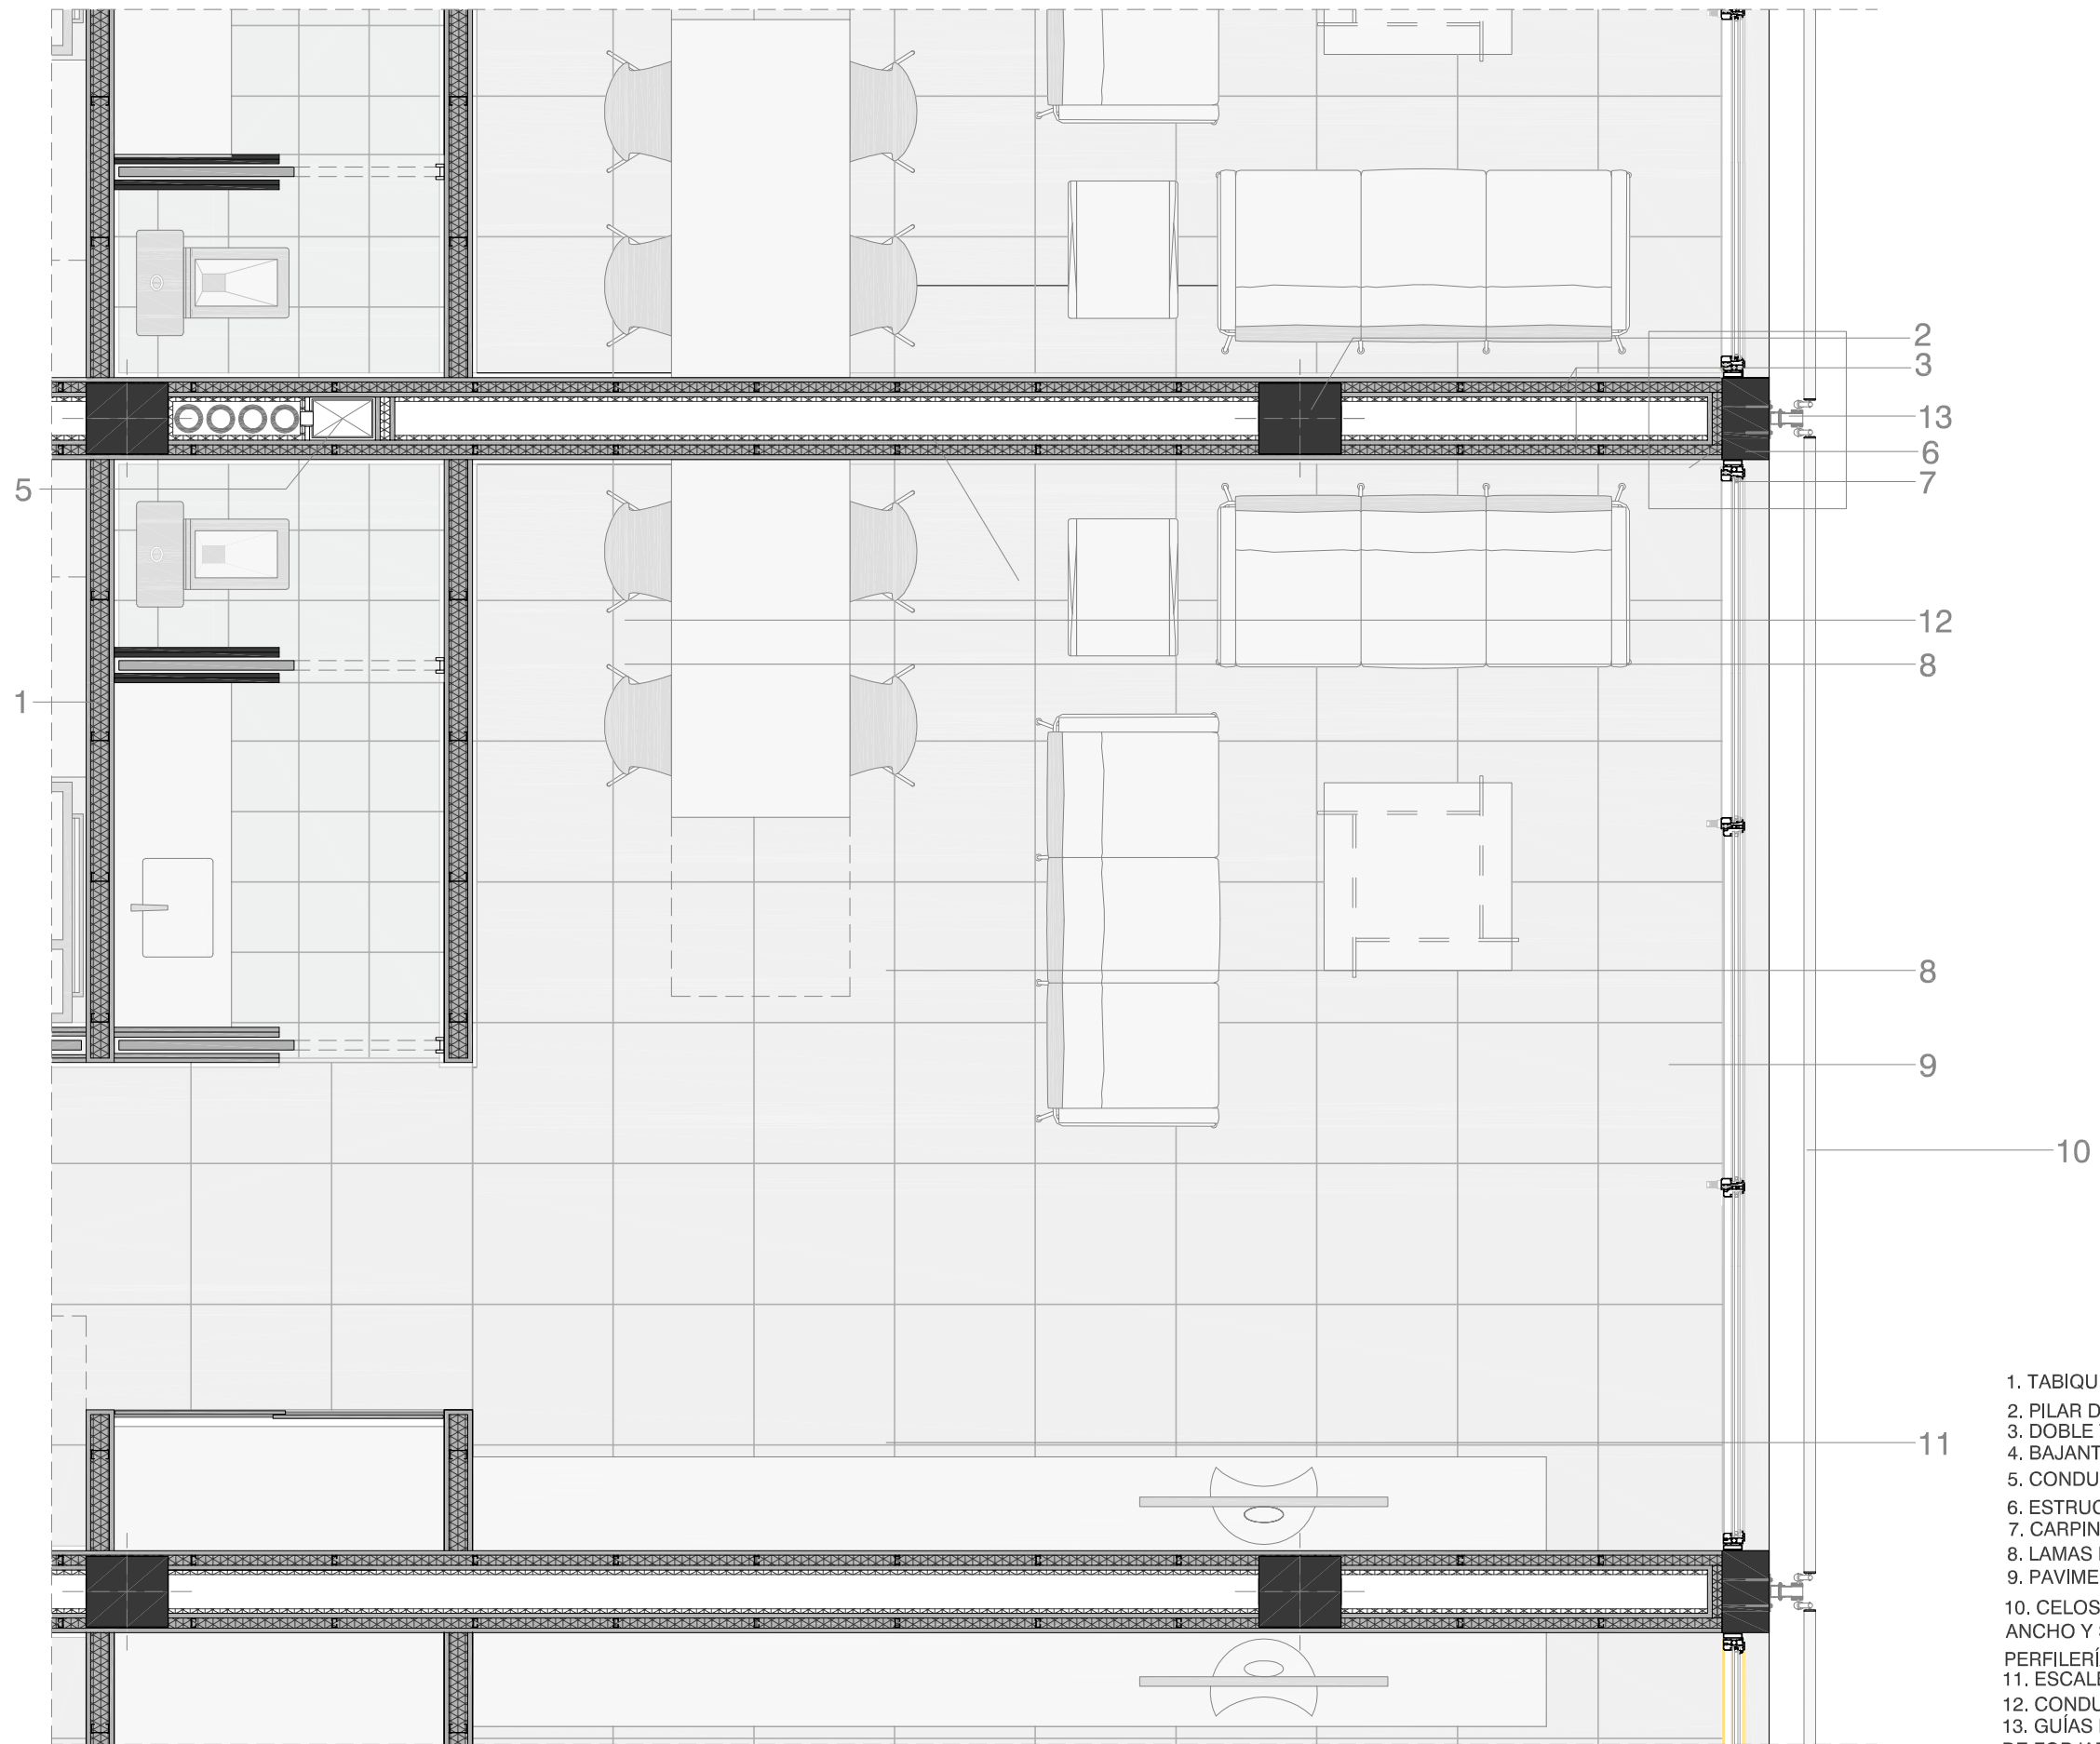 2
3
13
6
7
5
12
8
1
8
9
10
11
1. TABIQU
2. PILAR D
3. DOBLE
4. BAJANT
5. CONDU
6. ESTRUC
7. CARPIN
8. LAMAS
9. PAVIME
10. CELOS
ANCHO Y
PERFILERÍ
11. ESCALE
12. CONDU
13. GUÍAS